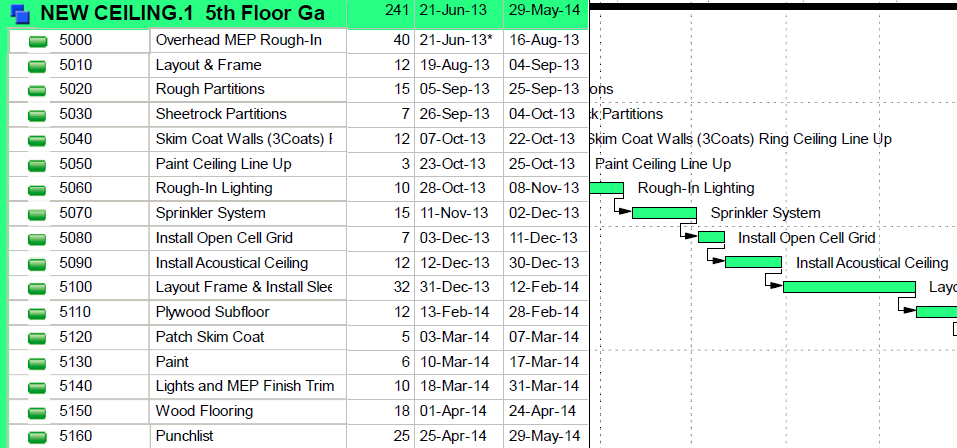 NEW CEILING.1 5th Floor Ga 241 21-Jun-13 29-May-14
5000 Overhead MEP Rough-In 40 21-Jun-13* 16-Aug-13
5010 Layout & Frame 12 19-Aug-13 04-Sep-13
5020 Rough Partitions 15 05-Sep-13 25-Sep-13 ons
5030 Sheetrock Partitions 7 26-Sep-13 04-Oct-13 k Partitions
5040 Skim Coat Walls (3Coats) F 12 07-Oct-13 22-Oct-13 Skim Coat Walls (3Coats) Ring Ceiling Line Up
5050 Paint Ceiling Line Up 3 23-Oct-13 25-Oct-13 Paint Ceiling Line Up
5060 Rough-In Lighting 10 28-Oct-13 08-Nov-13 Rough-In Lighting
5070 Sprinkler System 15 11-Nov-13 02-Dec-13 Sprinkler System
5080 Install Open Cell Grid 7 03-Dec-13 11-Dec-13 Install Open Cell Grid
5090 Install Acoustical Ceiling 12 12-Dec-13 30-Dec-13 Install Acoustical Ceiling
5100 Layout Frame & Install Slee 32 31-Dec-13 12-Feb-14 Layo
5110 Plywood Subfloor 12 13-Feb-14 28-Feb-14
5120 Patch Skim Coat 5 03-Mar-14 07-Mar-14
5130 Paint 6 10-Mar-14 17-Mar-14
5140 Lights and MEP Finish Trim 10 18-Mar-14 31-Mar-14
5150 Wood Flooring 18 01-Apr-14 24-Apr-14
5160 Punchlist 25 25-Apr-14 29-May-14